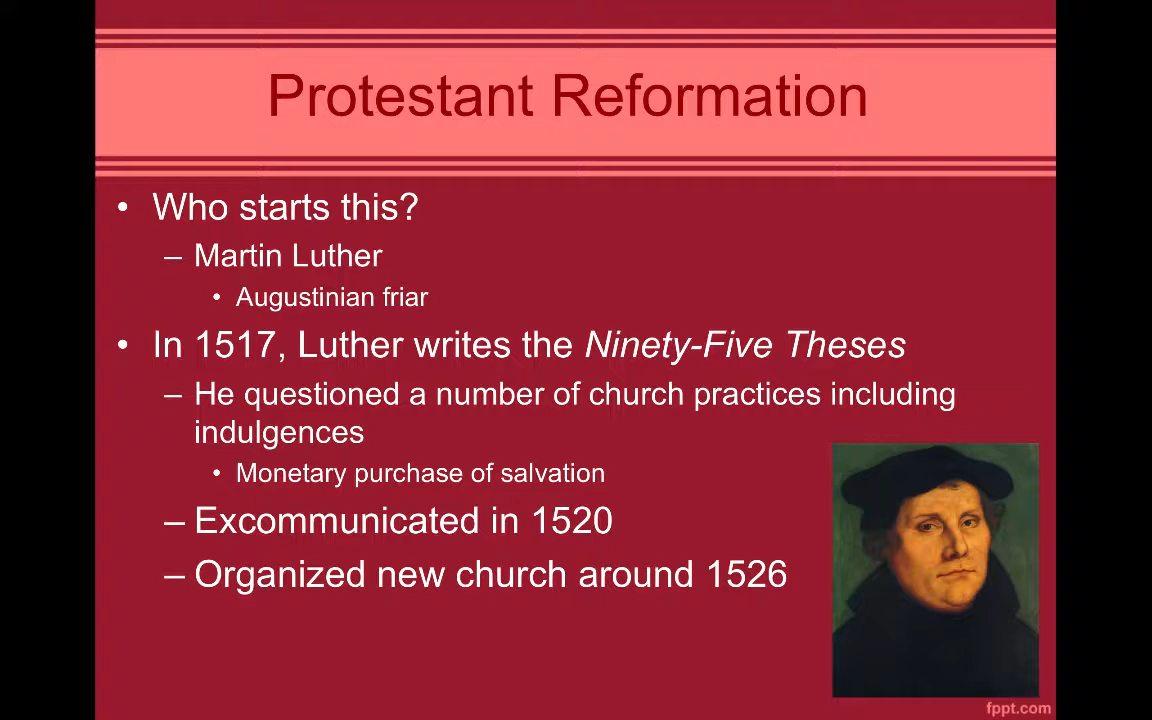 Protestant Reformation
• Who starts this?
– Martin Luther
• Augustinian friar
• In 1517, Luther writes the Ninety-Five Theses
– He questioned a number of church practices including
indulgences
• Monetary purchase of salvation
– Excommunicated in 1520
– Organized new church around 1526
fppt.com